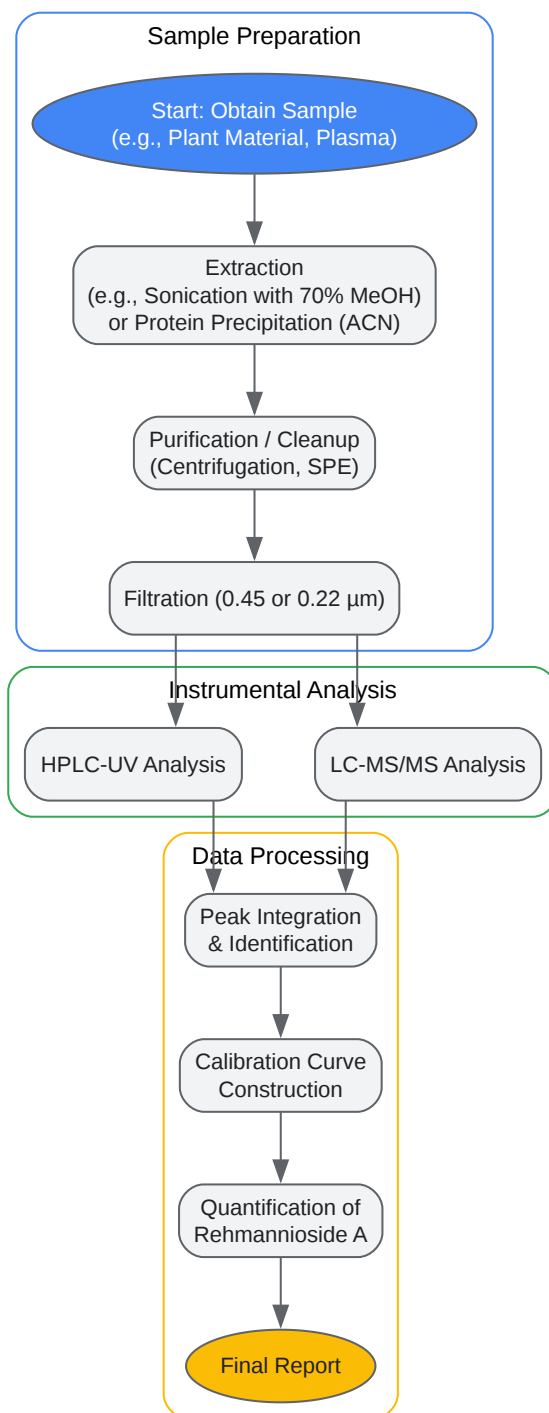 Sample Preparation
Start: Obtain Sample
(e.g., Plant Material, Plasma)
Extraction
(e.g., Sonication with 70% MeOH)
or Protein Precipitation (ACN)
Purification / Cleanup
(Centrifugation, SPE)
Filtration (0.45 or 0.22 µm)
Instrumental Analysis
HPLC-UV Analysis
LC-MS/MS Analysis
Data Processing
Peak Integration
& Identification
Calibration Curve
Construction
Quantification of
Rehmannioside A
Final Report